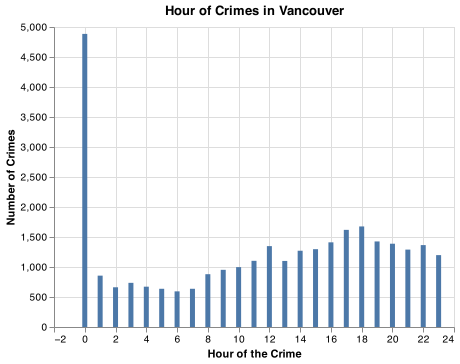 Hour of Crimes in Vancouver
5,000
4,500
4,000
3,500
3,000
2,500
2,000
1,500
1,000
500
0
Number of Crimes
−2 0 2 4 6 8 10 12 14 16 18 20 22 24
Hour of the Crime